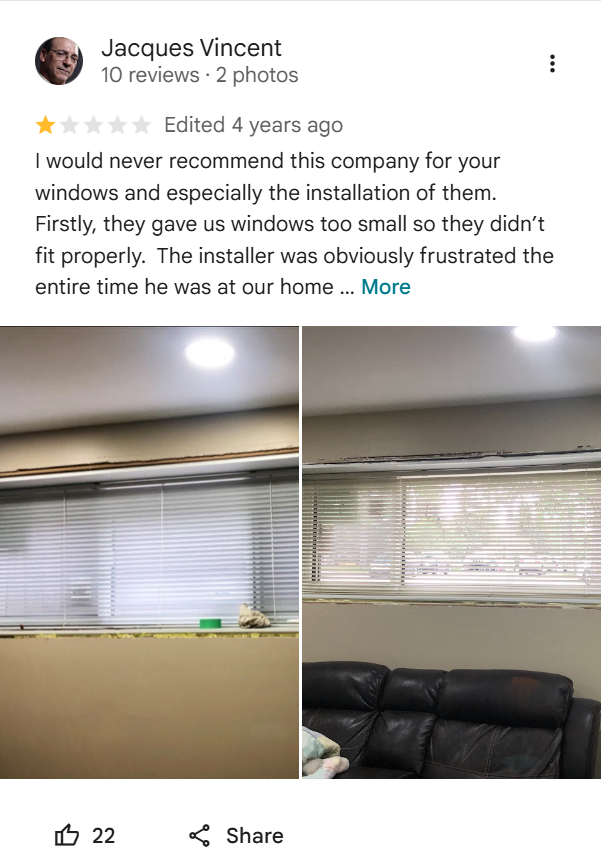 Jacques Vincent
10 reviews · 2 photos
Edited 4 years ago
I would never recommend this company for your
windows and especially the installation of them.
Firstly, they gave us windows too small so they didn’t
fit properly.  The installer was obviously frustrated the
entire time he was at our home ... More
22
Share